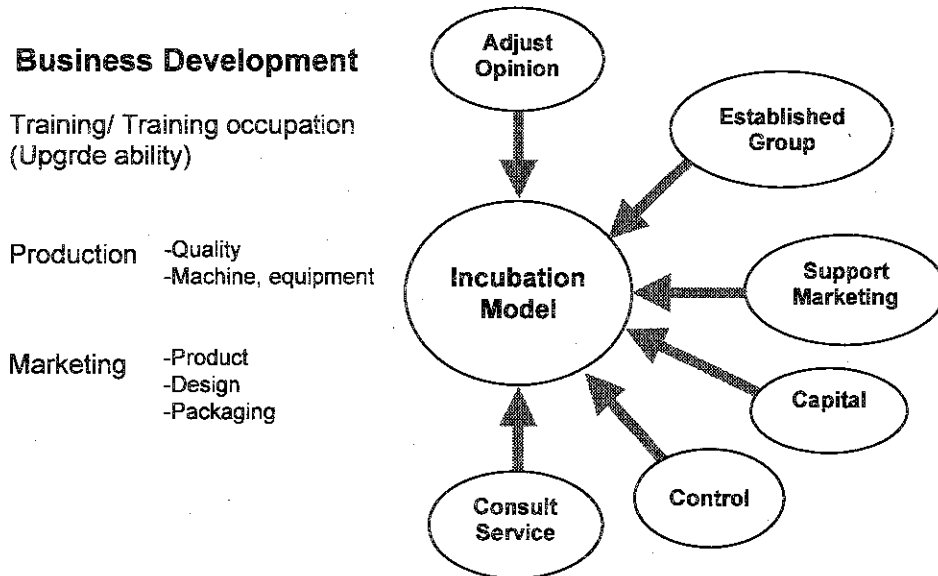 Business Development
Training/ Training occupation
(Upgrde ability)
Production
-Quality
-Machine, equipment
Marketing
-Product
-Design
-Packaging
Adjust
Opinion
Established
Group
Incubation
Model
Support
Marketing
Capital
Control
Consult
Service